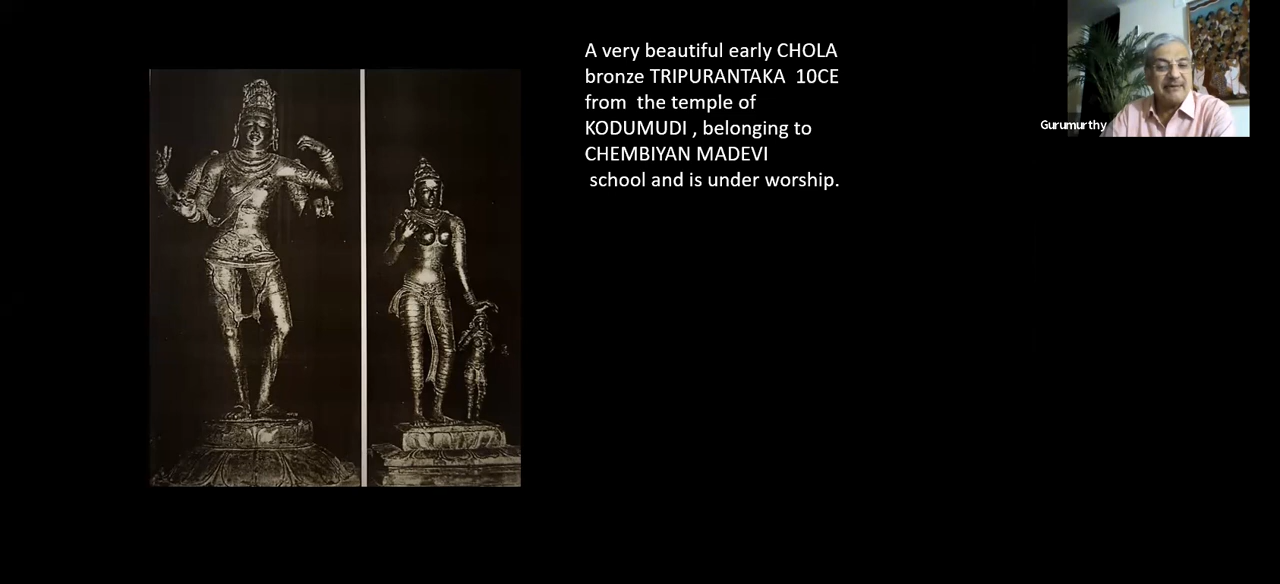 A very beautiful early CHOLA
bronze TRIPURANTAKA 10CE
from the temple of
KODUMUDI , belonging to
CHEMBIYAN MADEVI
school and is under worship.
Gurumurthy